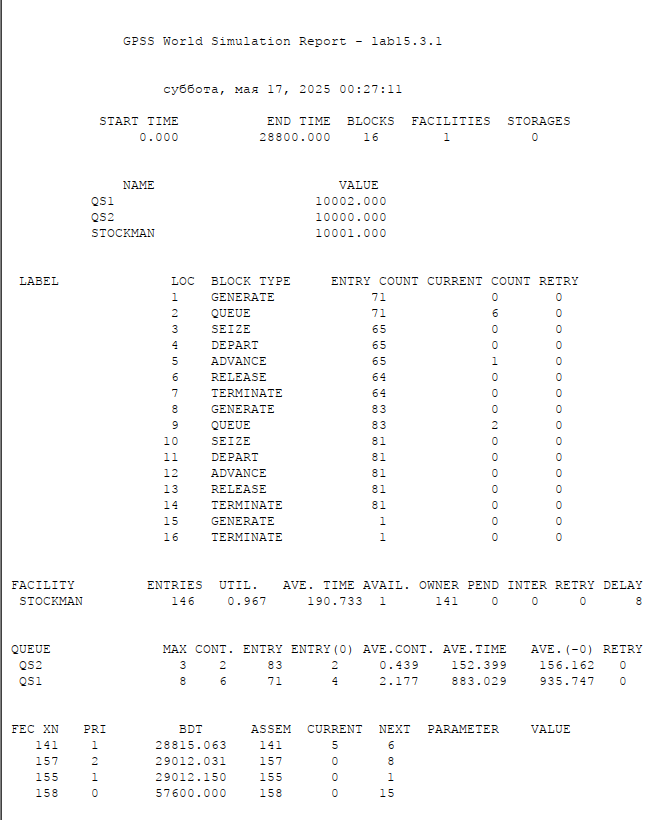 GPSS World Simulation Report - lab15.3.1
суббота, мая 17, 2025 00:27:11
START TIME END TIME BLOCKS FACILITIES STORAGES
0.000 28800.000 16 1 0
NAME VALUE
QS1 10002.000
QS2 10000.000
STOCKMAN 10001.000
LABEL LOC BLOCK TYPE ENTRY COUNT CURRENT COUNT RETRY
1 GENERATE 71 0 0
2 QUEUE 71 6 0
3 SEIZE 65 0 0
4 DEPART 65 0 0
5 ADVANCE 65 1 0
6 RELEASE 64 0 0
7 TERMINATE 64 0 0
8 GENERATE 83 0 0
9 QUEUE 83 2 0
10 SEIZE 81 0 0
11 DEPART 81 0 0
12 ADVANCE 81 0 0
13 RELEASE 81 0 0
14 TERMINATE 81 0 0
15 GENERATE 1 0 0
16 TERMINATE 1 0 0
FACILITY ENTRIES UTIL. AVE. TIME AVAIL. OWNER PEND INTER RETRY DELAY
STOCKMAN 146 0.967 190.733 1 141 0 0 0 8
QUEUE MAX CONT. ENTRY ENTRY(0) AVE.CONT. AVE.TIME AVE.(-0) RETRY
QS2 3 2 83 2 0.439 152.399 156.162 0
QS1 8 6 71 4 2.177 883.029 935.747 0
FEC XN PRI BDT ASSEM CURRENT NEXT PARAMETER VALUE
141 1 28815.063 141 5 6
157 2 29012.031 157 0 8
155 1 29012.150 155 0 1
158 0 57600.000 158 0 15